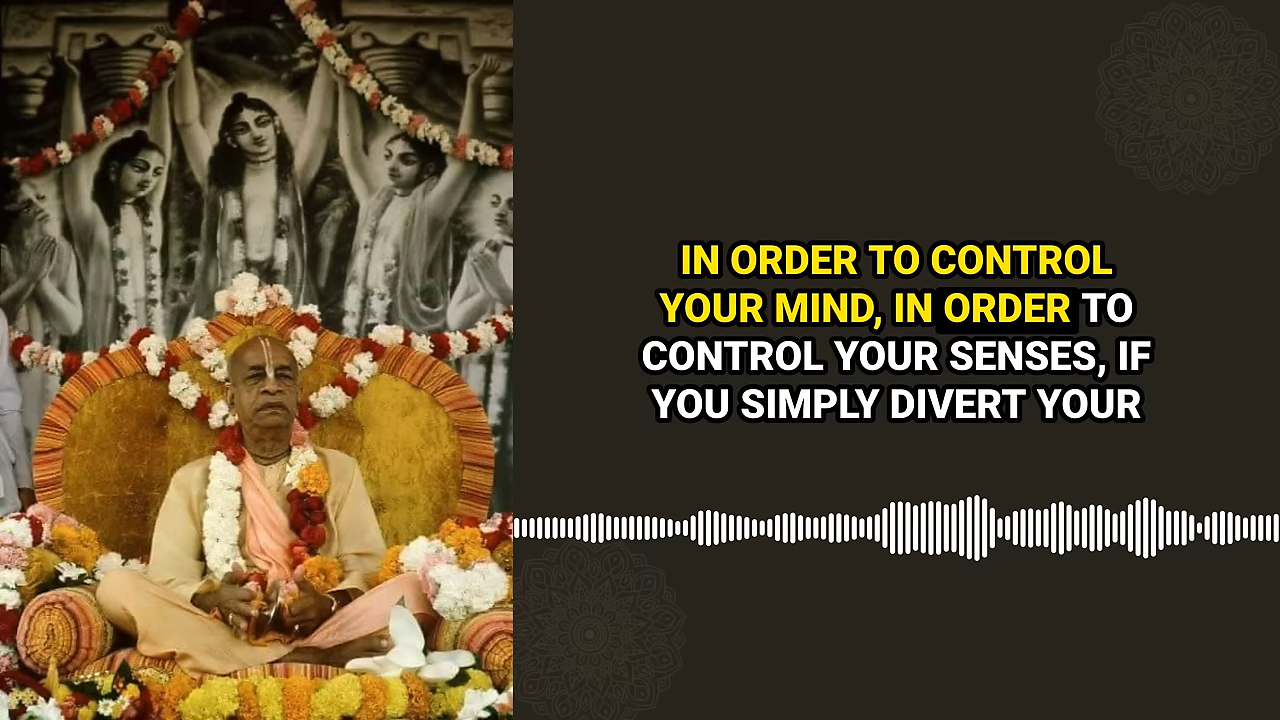 IN ORDER TO CONTROL
YOUR MIND, IN ORDER TO
CONTROL YOUR SENSES, IF
YOU SIMPLY DIVERT YOUR